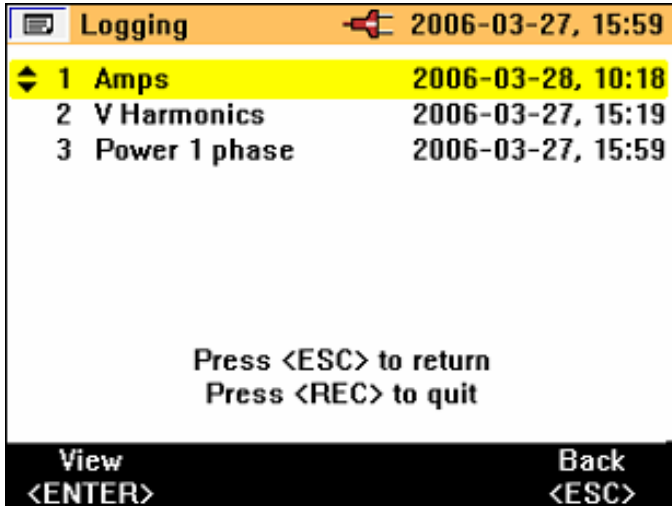 Logging 2006-03-27, 15:59
1 Amps 2006-03-28, 10:18
2 V Harmonics 2006-03-27, 15:19
3 Power 1 phase 2006-03-27, 15:59
Press <ESC> to return
Press <REC> to quit
View Back
<ENTER> <ESC>